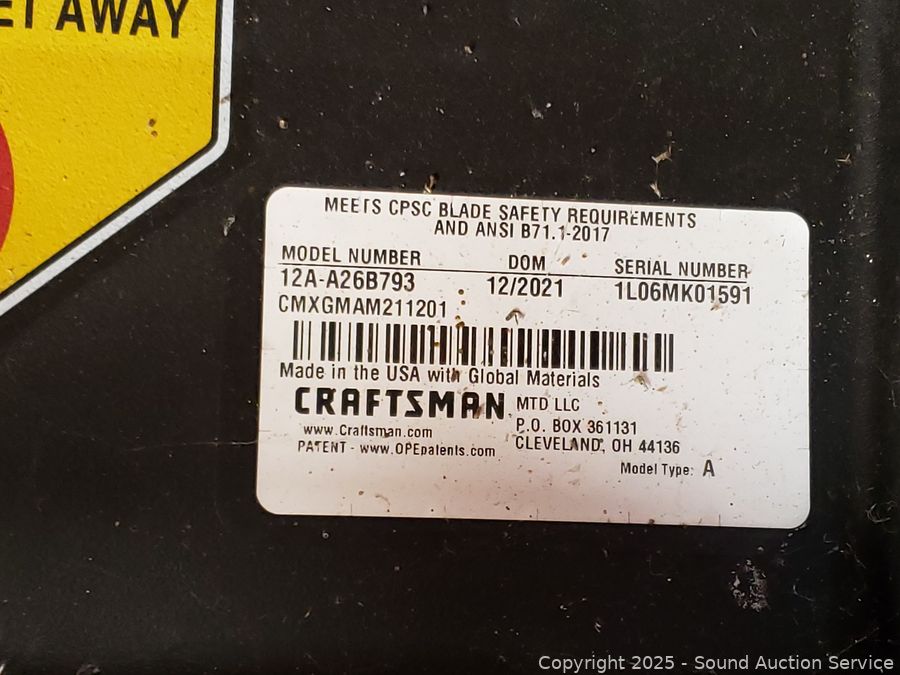 AWAY
MEETS CPSC BLADE SAFETY REQUIREMENTS
AND ANSI B71.1-2017
MODEL NUMBER DOM SERIAL NUMBER
12A-A26B793 12/2021 1L06MK01591
CMXGMAM211201
Made in the USA with Global Materials
CRAFTSMAN MTD LLC
P.O. BOX 361131
www.Craftsman.com
CLEVELAND, OH 44136
PATENT - www.OPEpatents.com
Model Type: A
Copyright 2025 - Sound Auction Service